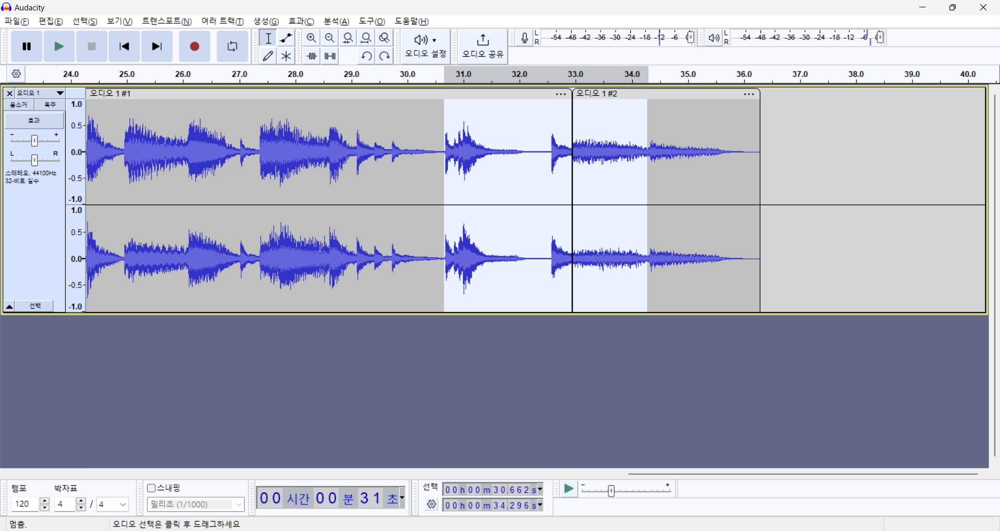 Audacity
파일(F) 편집(E) 선택(S) 보기(V) 트랜스포트(N) 여러 트랙(T) 생성(G) 효과(C) 분석(A) 도구(O) 도움말(H)
오디오 설정
오디오 공유
L R -54 -48 -42 -36 -30 -24 -18 -12 -6 0
L R -54 -48 -42 -36 -30 -24 -18 -12 -6 0
24.0 25.0 26.0 27.0 28.0 29.0 30.0 31.0 32.0 33.0 34.0 35.0 36.0 37.0 38.0 39.0 40.0
오디오 1
오디오 1 #1
오디오 1 #2
음소거 독주
효과
- +
L R
스테레오, 44100Hz
32-비트 실수
선택
1.0
0.5
0.0
-0.5
-1.0
1.0
0.5
0.0
-0.5
-1.0
템포 박자표
120 4 / 4
스내핑
밀리초 (1/1000)
00 시간 00 분 31 초
선택
00h00m30.662s
00h00m34.296s
- +
멈춤.
오디오 선택은 클릭 후 드래그하세요